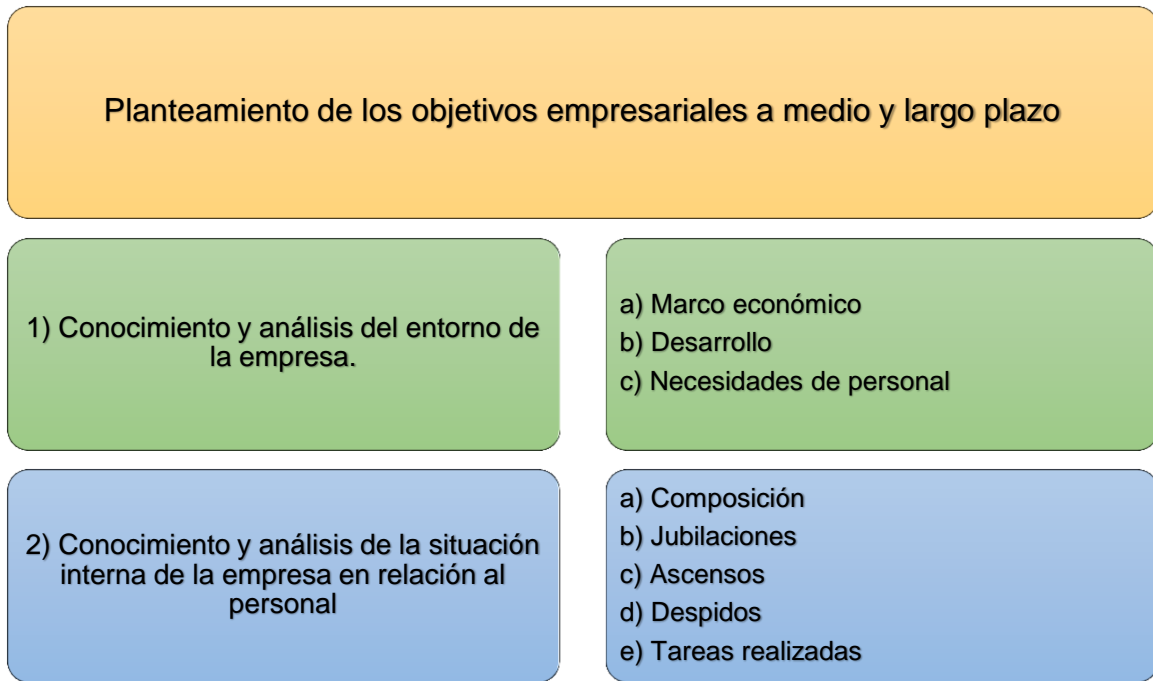 Planteamiento de los objetivos empresariales a medio y largo plazo
1) Conocimiento y análisis del entorno de
la empresa.
a) Marco económico
b) Desarrollo
c) Necesidades de personal
2) Conocimiento y análisis de la situación
interna de la empresa en relación al
personal
a) Composición
b) Jubilaciones
c) Ascensos
d) Despidos
e) Tareas realizadas